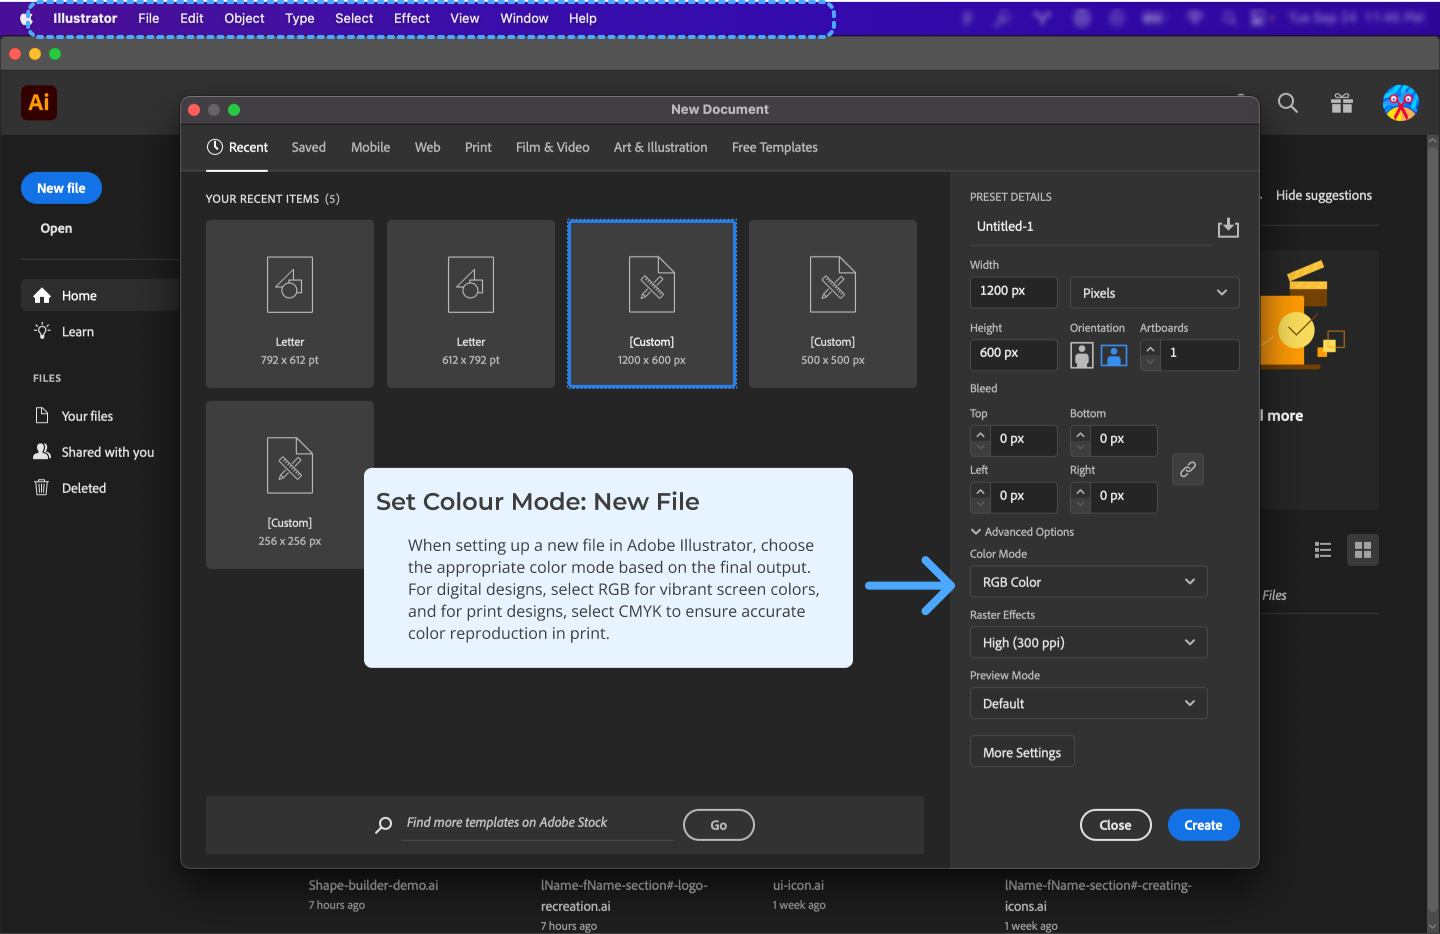 Illustrator File Edit Object Type Select Effect View Window Help
Tue Sep 24 11:45 PM
Ai
New Document
Recent Saved Mobile Web Print Film & Video Art & Illustration Free Templates
New file
Open
Home
Learn
FILES
Your files
Shared with you
Deleted
YOUR RECENT ITEMS (5)
Letter
792 x 612 pt
Letter
612 x 792 pt
[Custom]
1200 x 600 px
[Custom]
500 x 500 px
[Custom]
256 x 256 px
Set Colour Mode: New File
When setting up a new file in Adobe Illustrator, choose
the appropriate color mode based on the final output.
For digital designs, select RGB for vibrant screen colors,
and for print designs, select CMYK to ensure accurate
color reproduction in print.
Find more templates on Adobe Stock
Go
PRESET DETAILS
Untitled-1
Width
1200 px
Pixels
Height Orientation Artboards
600 px
1
Bleed
Top Bottom
0 px 0 px
Left Right
0 px 0 px
Advanced Options
Color Mode
RGB Color
Raster Effects
High (300 ppi)
Preview Mode
Default
More Settings
Close
Create
Hide suggestions
more
Files
Shape-builder-demo.ai
7 hours ago
lName-fName-section#-logo-
recreation.ai
7 hours ago
ui-icon.ai
1 week ago
lName-fName-section#-creating-
icons.ai
1 week ago